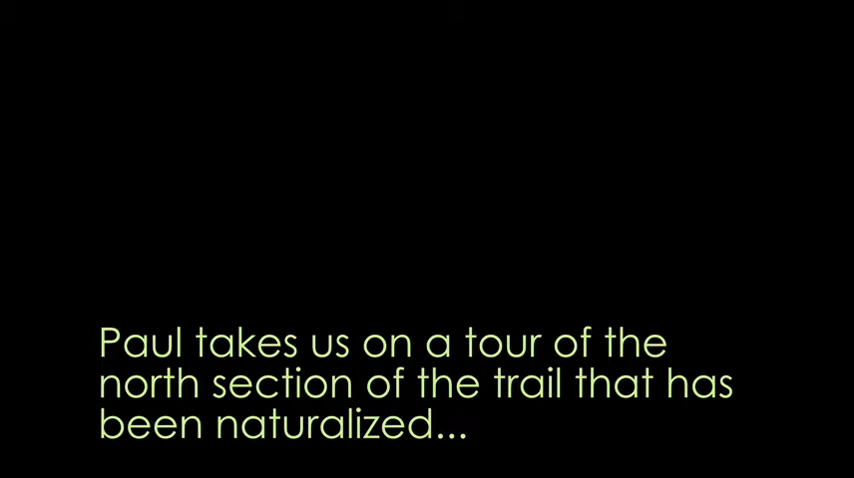 Paul takes us on a tour of the
north section of the trail that has
been naturalized...